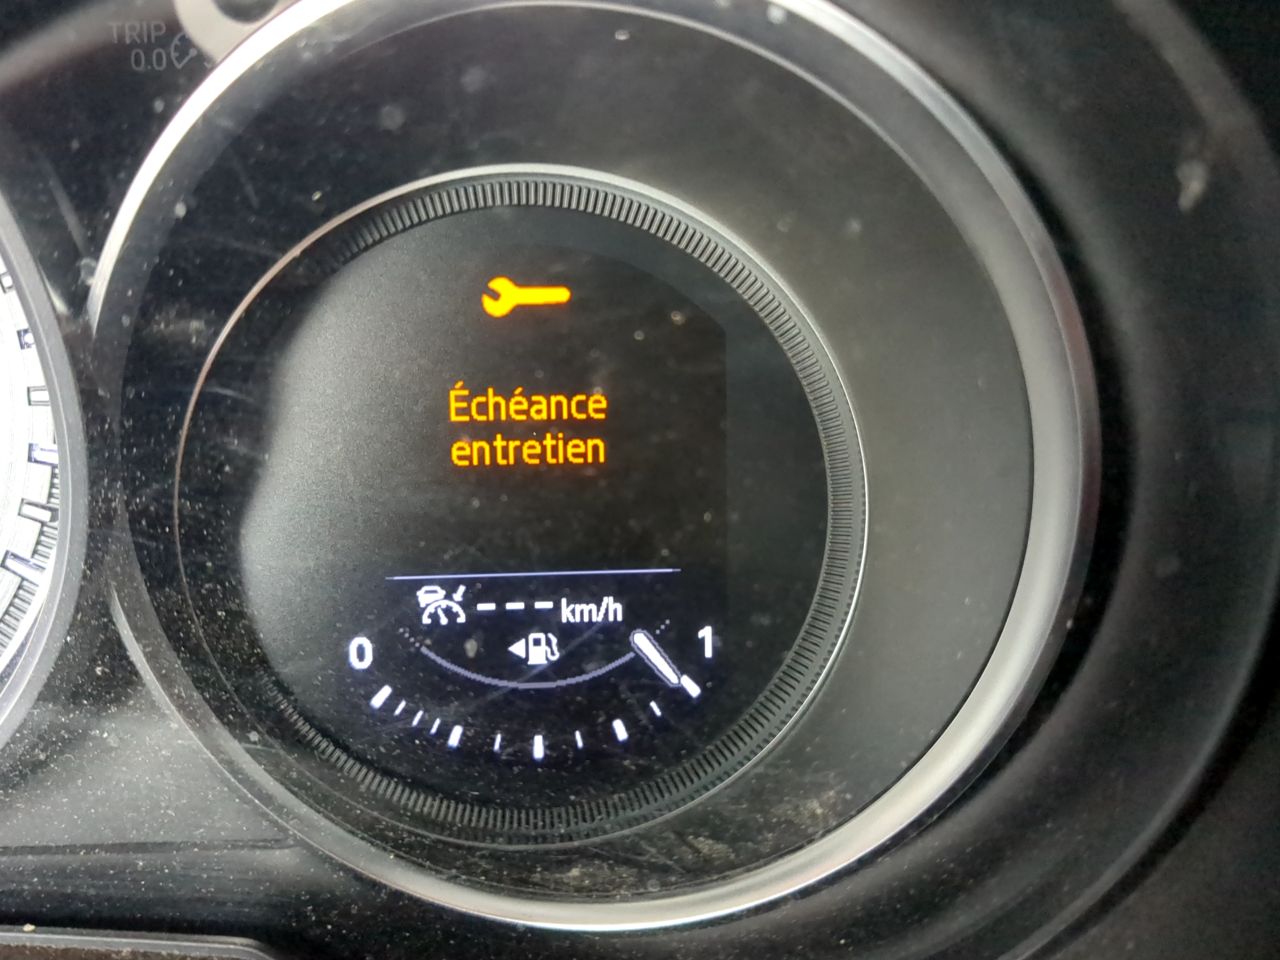 TRIP
0.0
Échéance
entretien
--- km/h
0 1